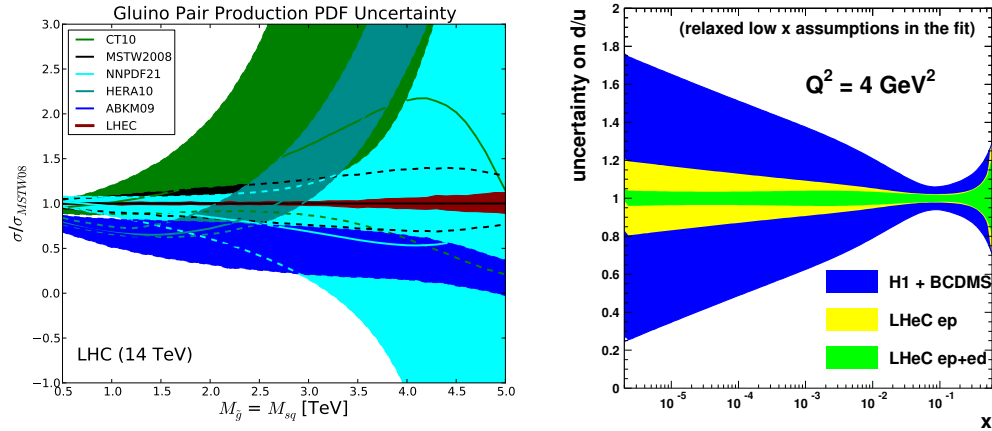 Gluino Pair Production PDF Uncertainty
3.0
2.5
2.0
1.5
1.0
0.5
0.0
−0.5
−1.0
σ/σ_MSTW08
CT10
MSTW2008
NNPDF21
HERA10
ABKM09
LHEC
LHC (14 TeV)
0.5 1.0 1.5 2.0 2.5 3.0 3.5 4.0 4.5 5.0
M_g̃ = M_sq [TeV]
uncertainty on d/u
2
1.8
1.6
1.4
1.2
1
0.8
0.6
0.4
0.2
0
(relaxed low x assumptions in the fit)
Q² = 4 GeV²
H1 + BCDMS
LHeC ep
LHeC ep+ed
10⁻⁵ 10⁻⁴ 10⁻³ 10⁻² 10⁻¹
x